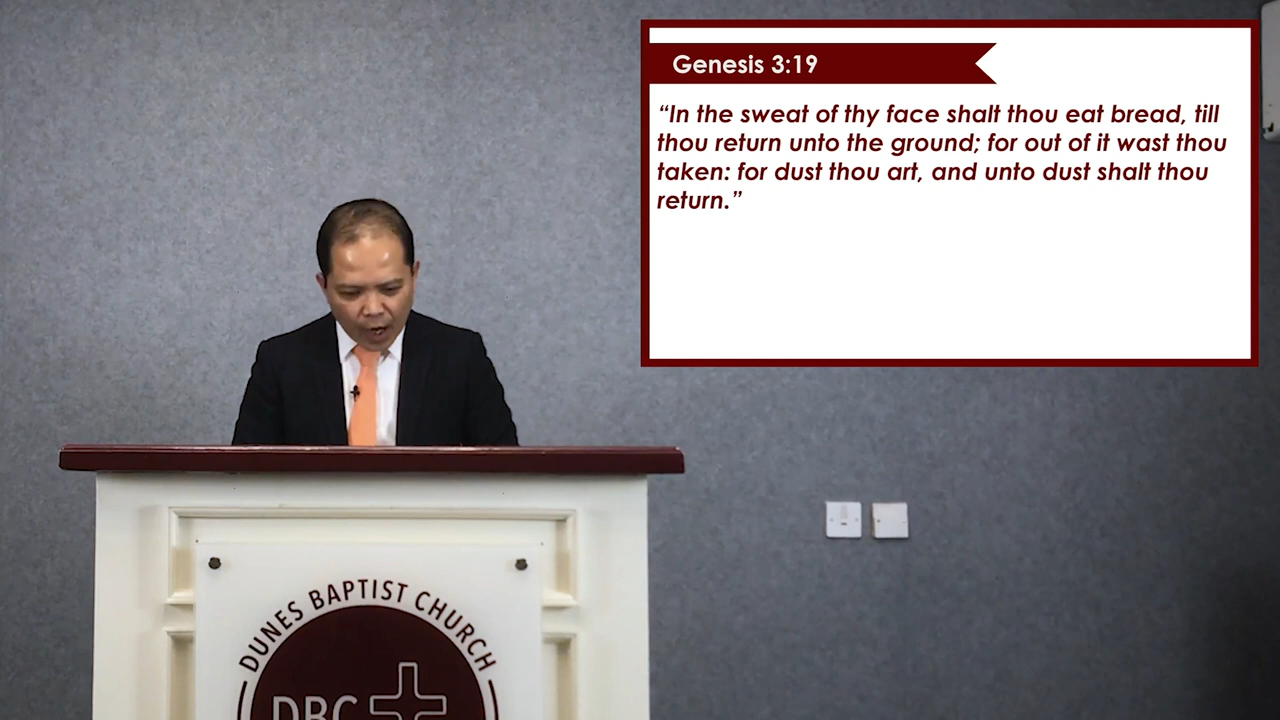 Genesis 3:19
“In the sweat of thy face shalt thou eat bread, till
thou return unto the ground; for out of it wast thou
taken: for dust thou art, and unto dust shalt thou
return.”
DUNES BAPTIST CHURCH
DBC